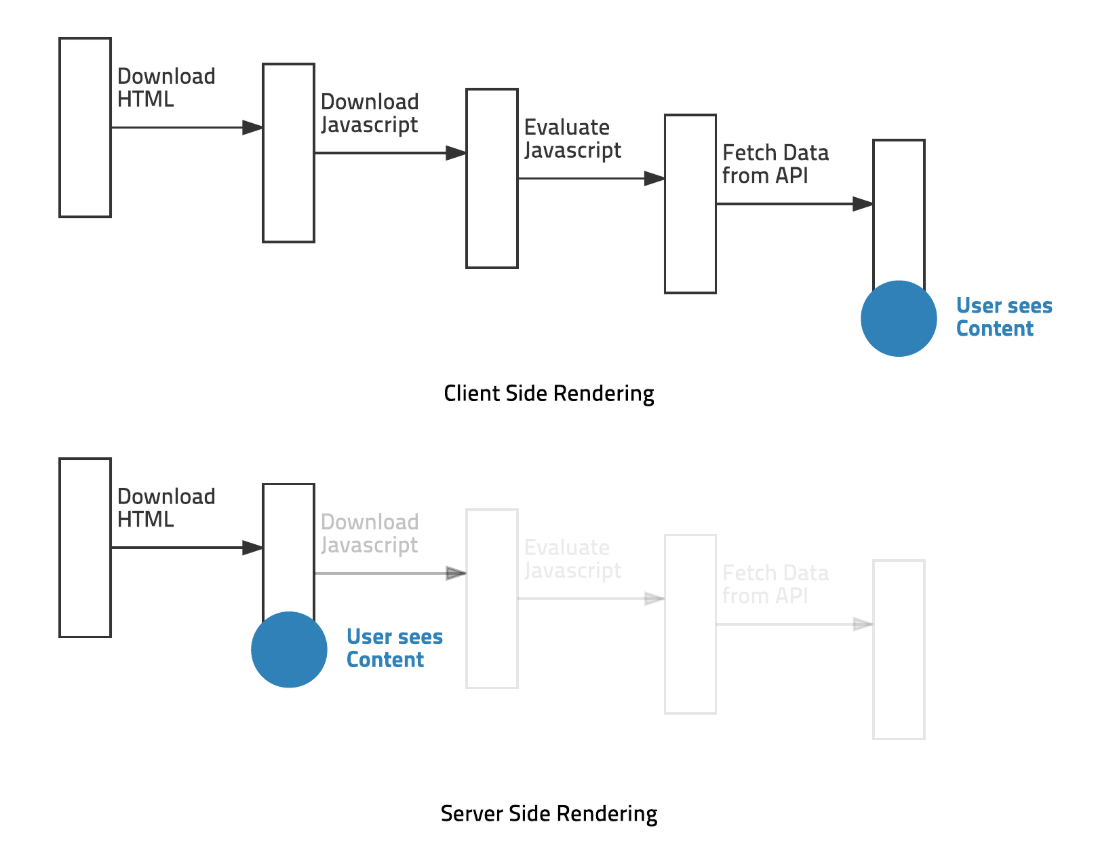 Download
HTML
Download
Javascript
Evaluate
Javascript
Fetch Data
from API
User sees
Content
Client Side Rendering
Download
HTML
Download
Javascript
Evaluate
Javascript
Fetch Data
from API
User sees
Content
Server Side Rendering